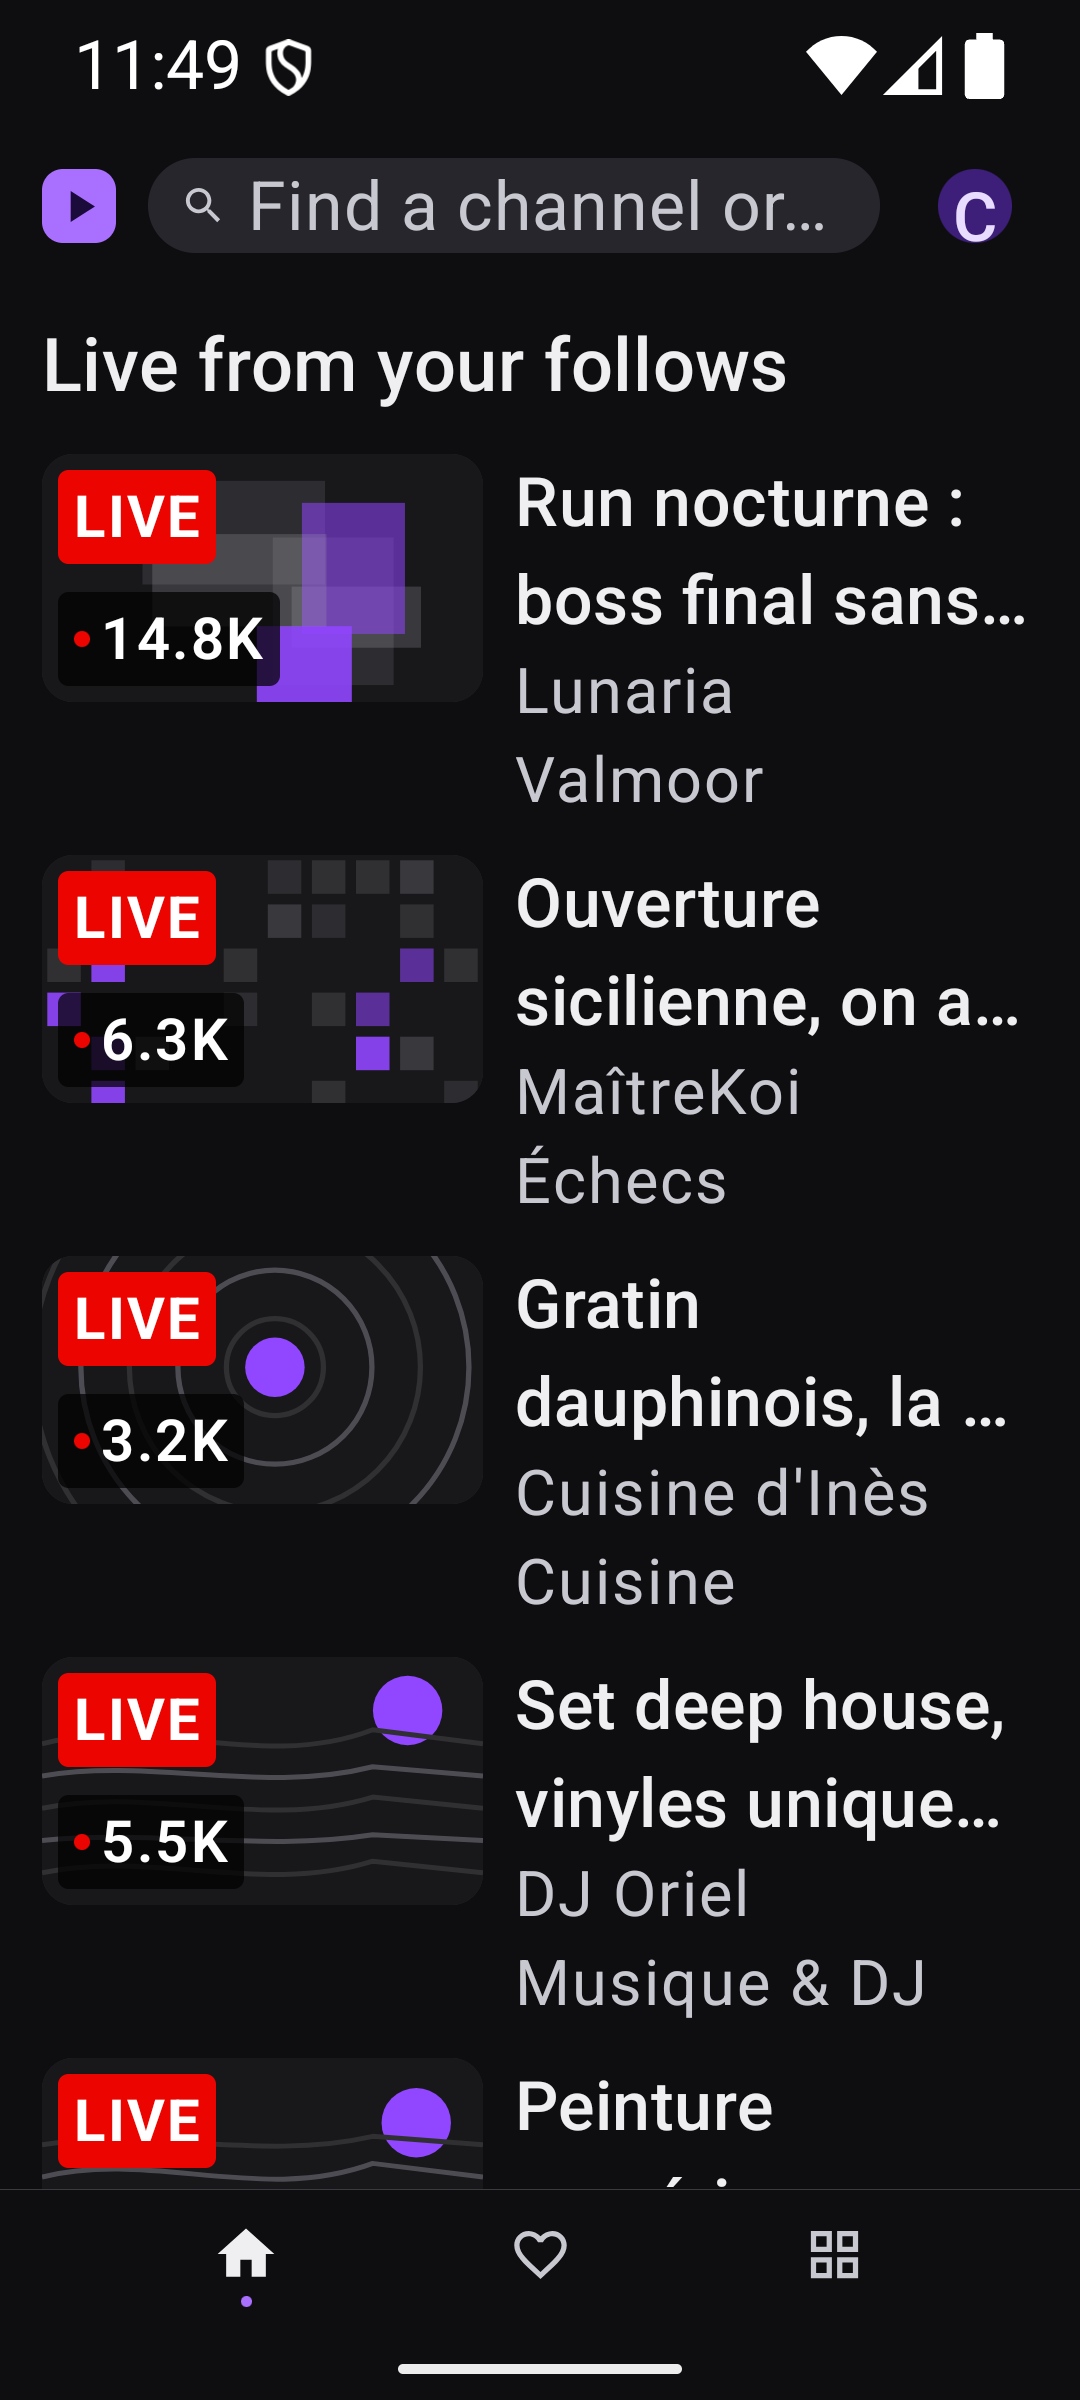 11:49
Find a channel or…
C
Live from your follows
LIVE
14.8K
Run nocturne :
boss final sans…
Lunaria
Valmoor
LIVE
6.3K
Ouverture
sicilienne, on a…
MaîtreKoi
Échecs
LIVE
3.2K
Gratin
dauphinois, la …
Cuisine d'Inès
Cuisine
LIVE
5.5K
Set deep house,
vinyles unique…
DJ Oriel
Musique & DJ
LIVE
Peinture